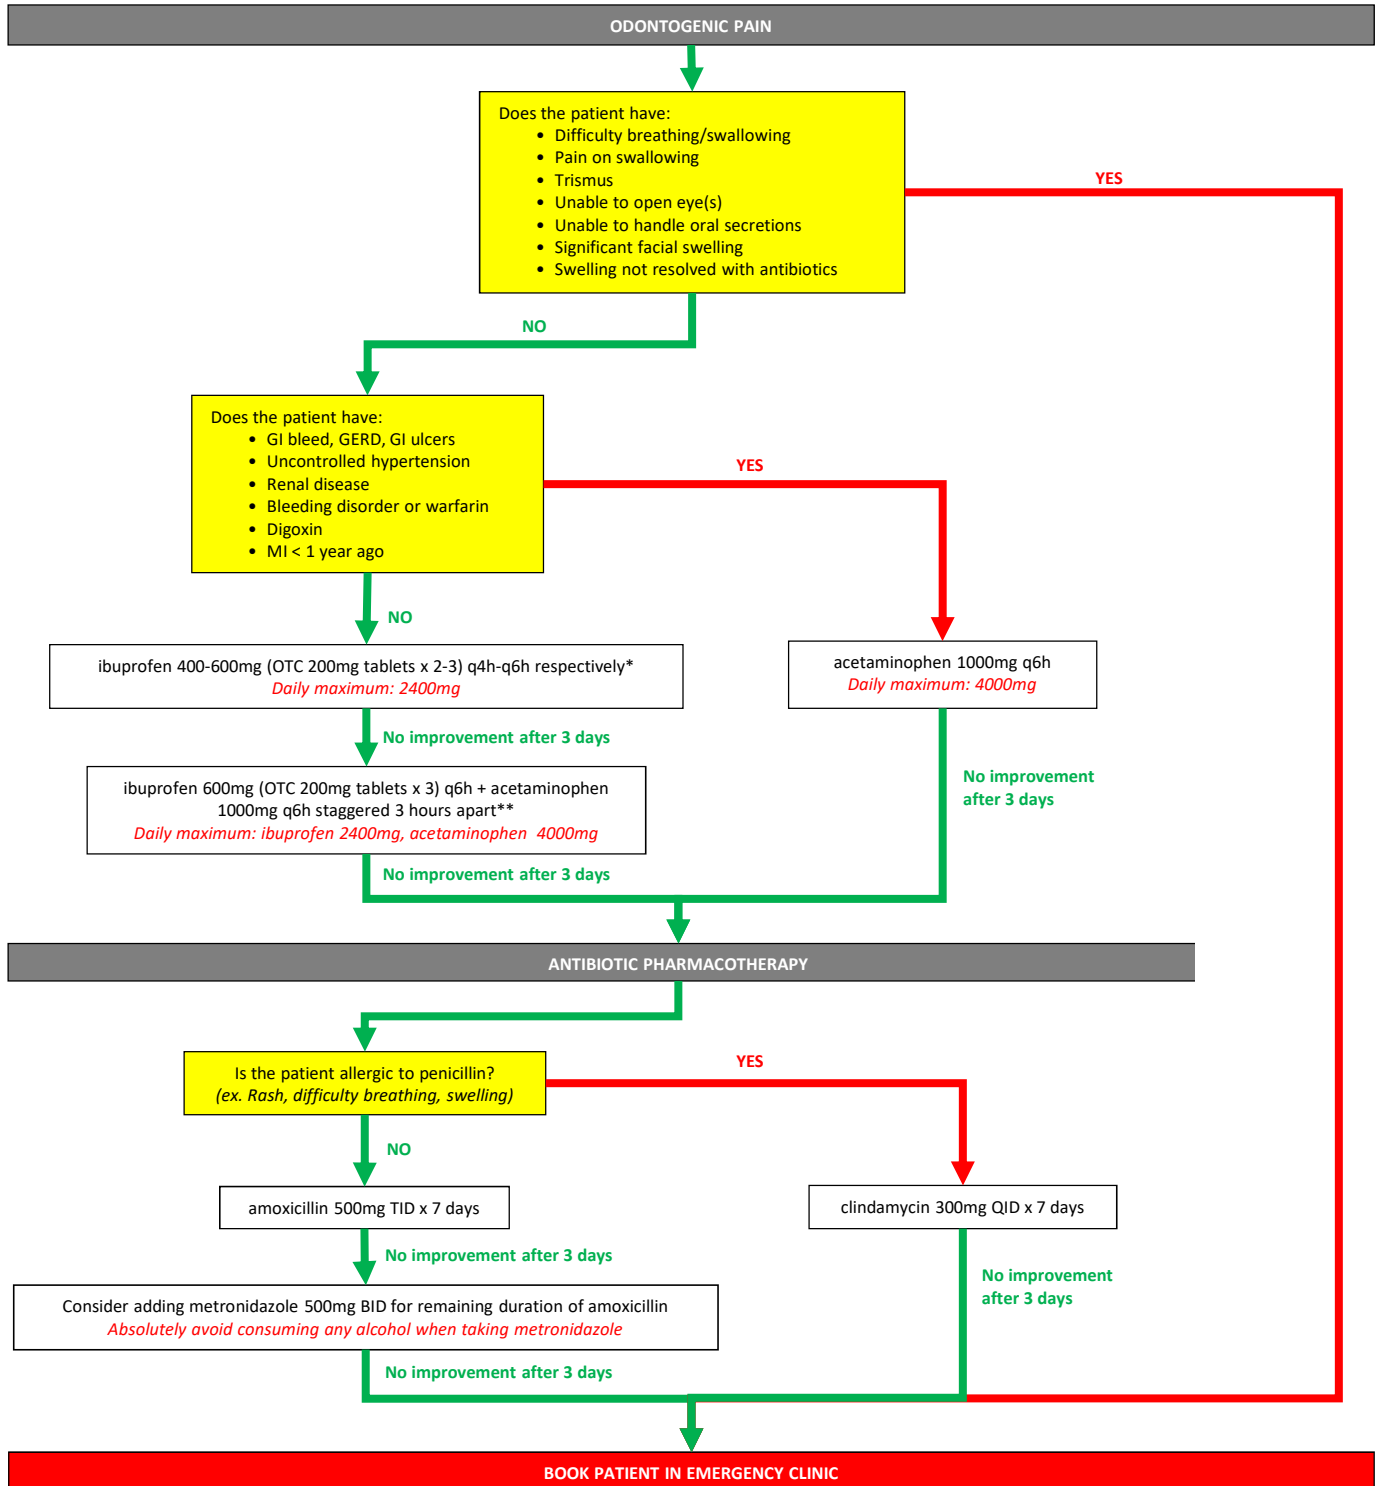 ODONTOGENIC PAIN
Does the patient have:
• Difficulty breathing/swallowing
• Pain on swallowing
• Trismus
• Unable to open eye(s)
• Unable to handle oral secretions
• Significant facial swelling
• Swelling not resolved with antibiotics
YES
NO
Does the patient have:
• GI bleed, GERD, GI ulcers
• Uncontrolled hypertension
• Renal disease
• Bleeding disorder or warfarin
• Digoxin
• MI < 1 year ago
YES
NO
ibuprofen 400-600mg (OTC 200mg tablets x 2-3) q4h-q6h respectively*
Daily maximum: 2400mg
acetaminophen 1000mg q6h
Daily maximum: 4000mg
No improvement after 3 days
ibuprofen 600mg (OTC 200mg tablets x 3) q6h + acetaminophen
1000mg q6h staggered 3 hours apart**
Daily maximum: ibuprofen 2400mg, acetaminophen 4000mg
No improvement
after 3 days
No improvement after 3 days
ANTIBIOTIC PHARMACOTHERAPY
Is the patient allergic to penicillin?
(ex. Rash, difficulty breathing, swelling)
YES
NO
amoxicillin 500mg TID x 7 days
clindamycin 300mg QID x 7 days
No improvement after 3 days
Consider adding metronidazole 500mg BID for remaining duration of amoxicillin
Absolutely avoid consuming any alcohol when taking metronidazole
No improvement
after 3 days
No improvement after 3 days
BOOK PATIENT IN EMERGENCY CLINIC